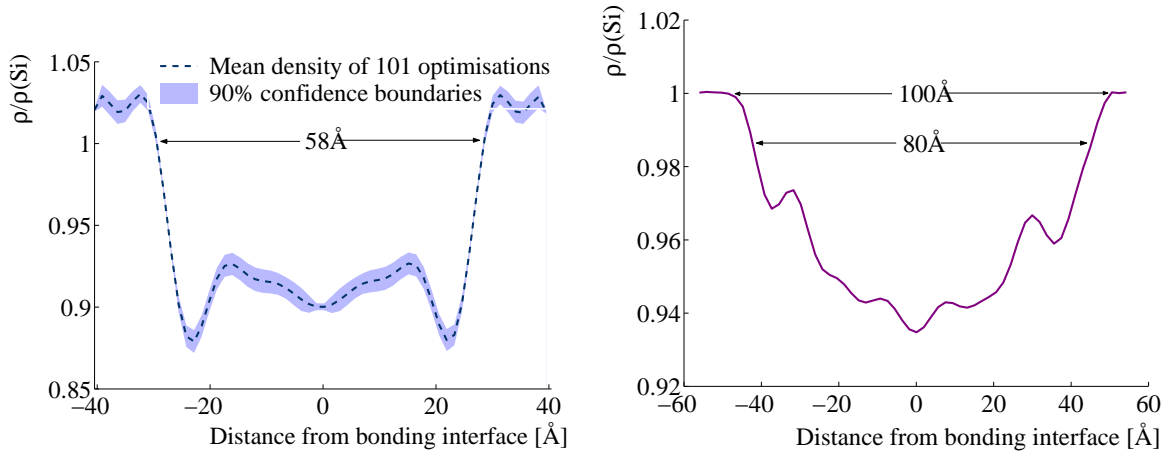 ρ/ρ(Si)
1.05
1
0.95
0.9
0.85
−40
−20
0
20
40
Mean density of 101 optimisations
90% confidence boundaries
58Å
Distance from bonding interface [Å]
ρ/ρ(Si)
1.02
1
0.98
0.96
0.94
0.92
−60
−40
−20
0
20
40
60
100Å
80Å
Distance from bonding interface [Å]